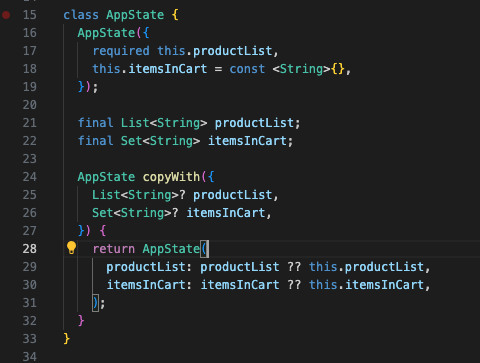 15 class AppState {
16 AppState({
17 required this.productList,
18 this.itemsInCart = const <String>{},
19 });
20
21 final List<String> productList;
22 final Set<String> itemsInCart;
23
24 AppState copyWith({
25 List<String>? productList,
26 Set<String>? itemsInCart,
27 }) {
28 return AppState(
29 productList: productList ?? this.productList,
30 itemsInCart: itemsInCart ?? this.itemsInCart,
31 );
32 }
33 }
34